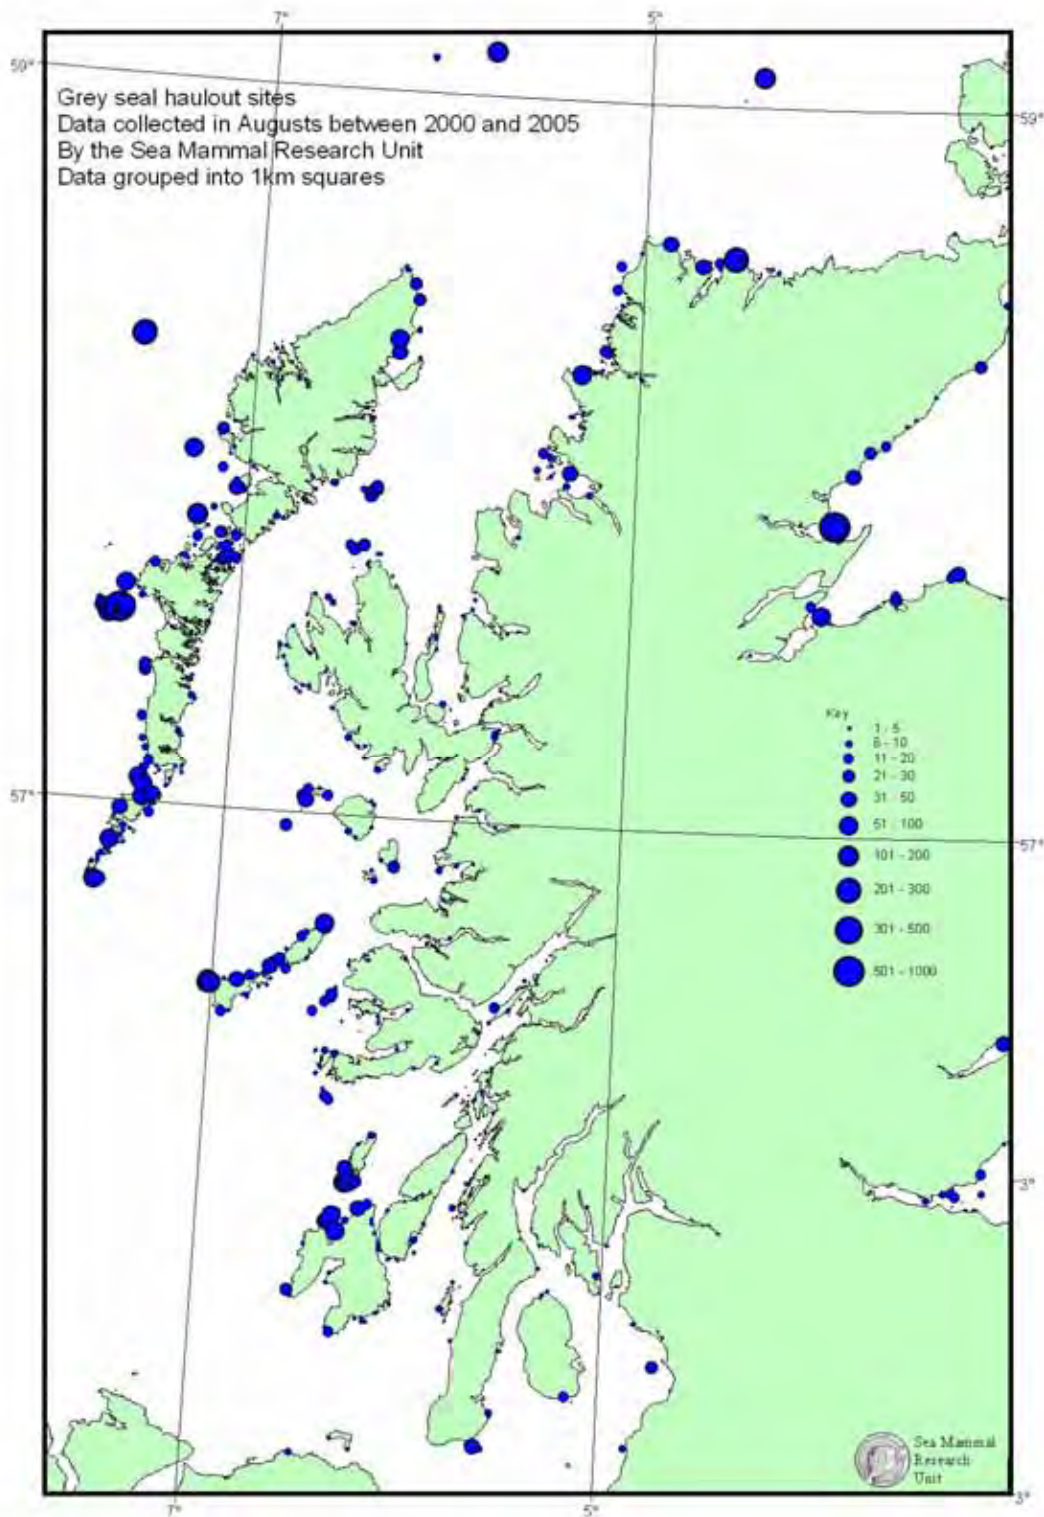 7°
5°
59°
59°
Grey seal haulout sites
Data collected in Augusts between 2000 and 2005
By the Sea Mammal Research Unit
Data grouped into 1km squares
Key
1 - 5
6 - 10
11 - 20
21 - 30
31 - 50
51 - 100
101 - 200
201 - 300
301 - 500
501 - 1000
57°
57°
3°
Sea Mammal
Research
Unit
7°
5°
3°